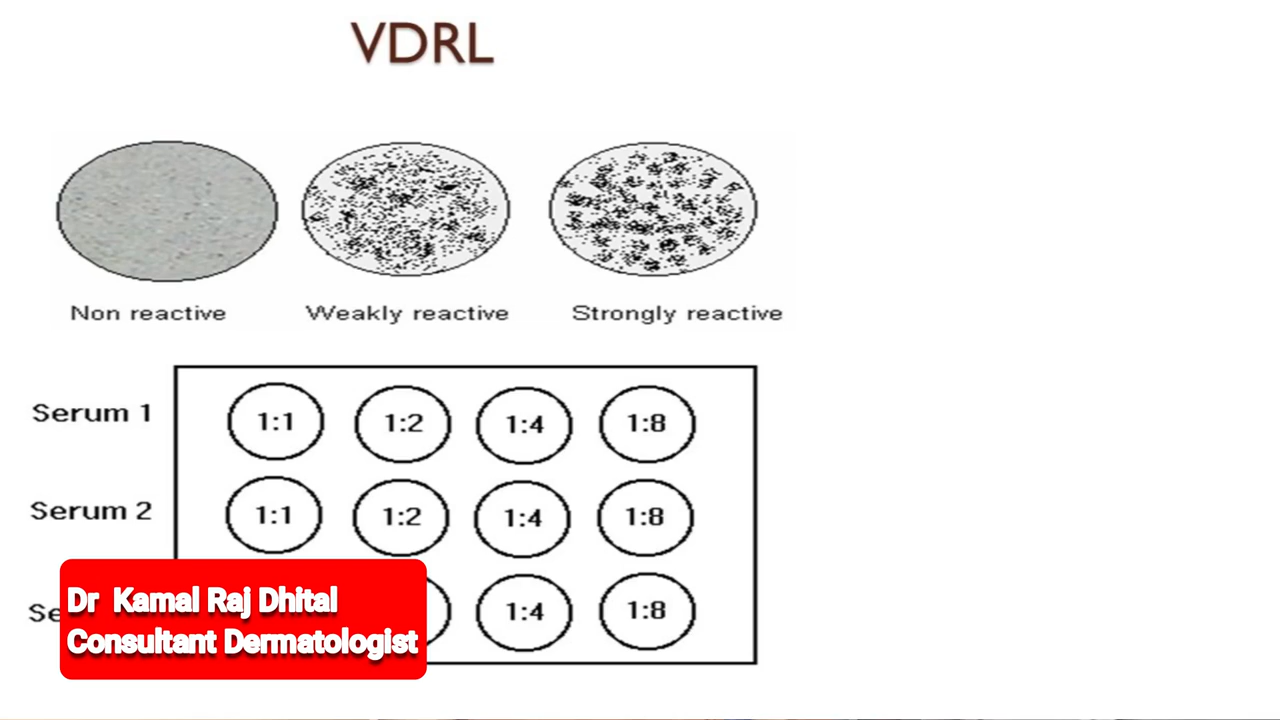 VDRL
Non reactive Weakly reactive Strongly reactive
Serum 1 1:1 1:2 1:4 1:8
Serum 2 1:1 1:2 1:4 1:8
1:4 1:8
Dr Kamal Raj Dhital
Consultant Dermatologist